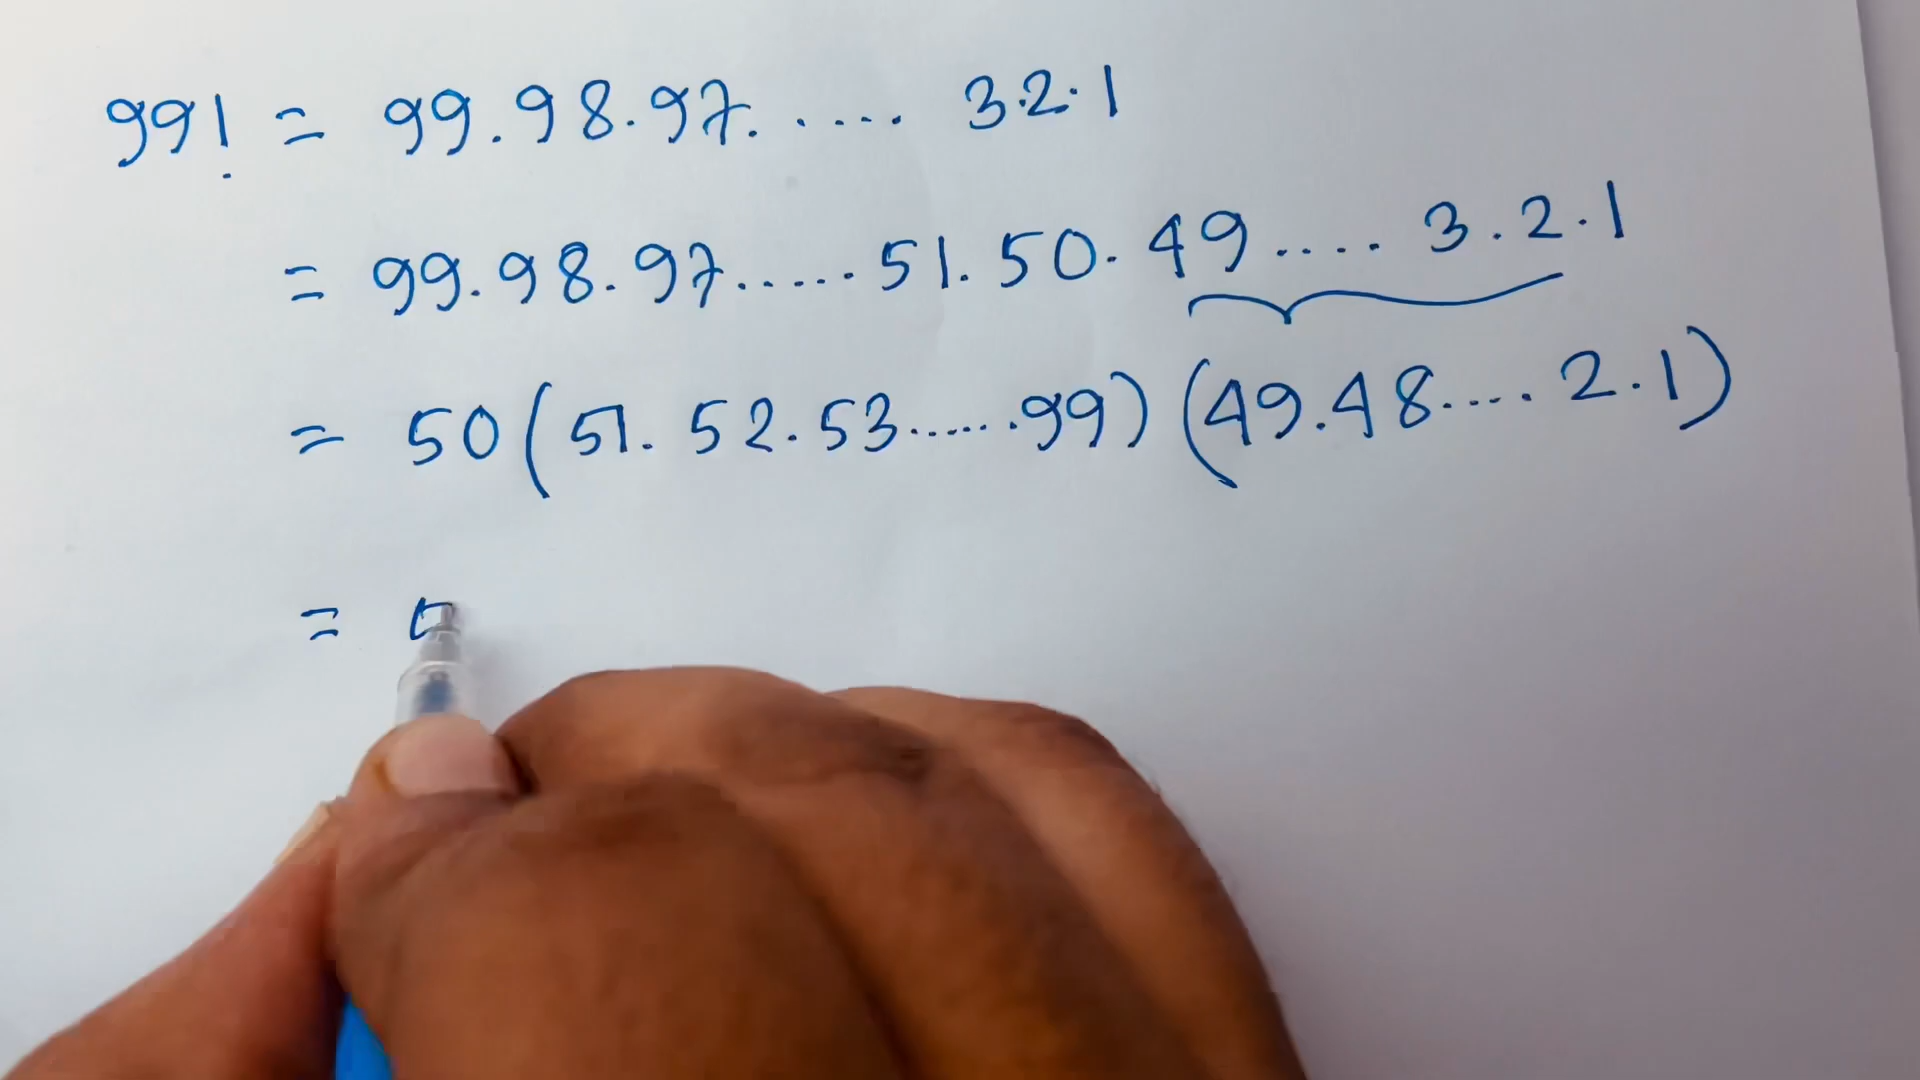 99! = 99.98.97. ..... 3.2.1
= 99.98.97......51.50.49..... 3.2.1
= 50(51.52.53......99)(49.48.... 2.1)
=